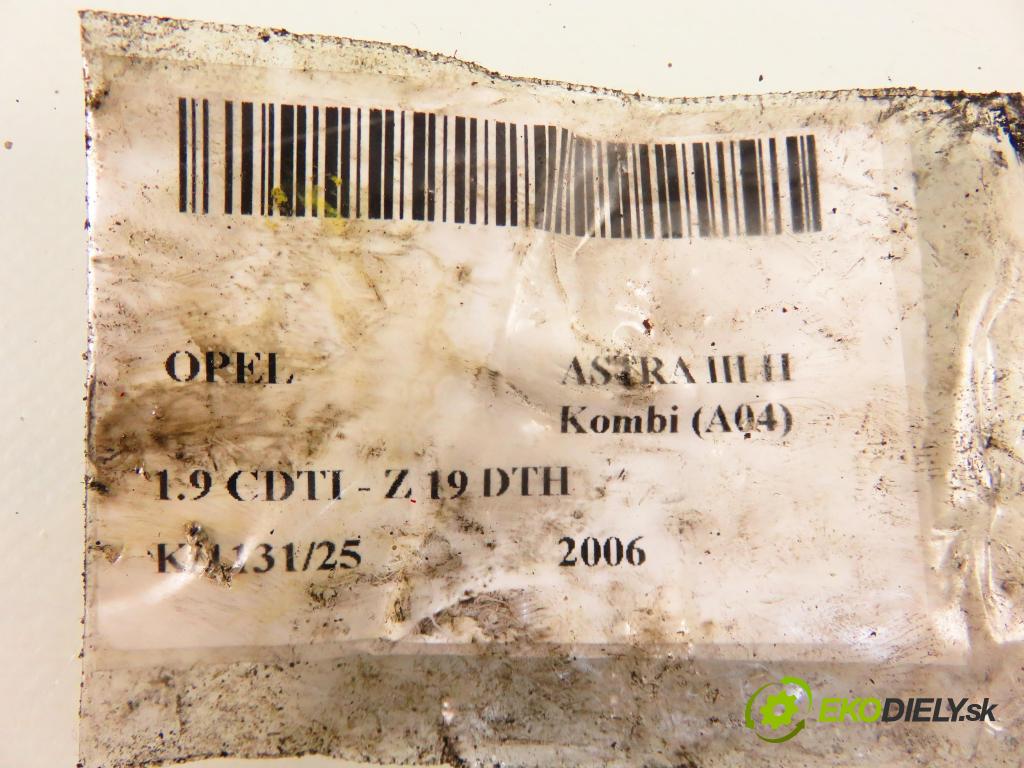 OPEL ASTRA III H
Kombi (A04)
1.9 CDTI - Z 19 DTH
2006
EKODIELY.sk